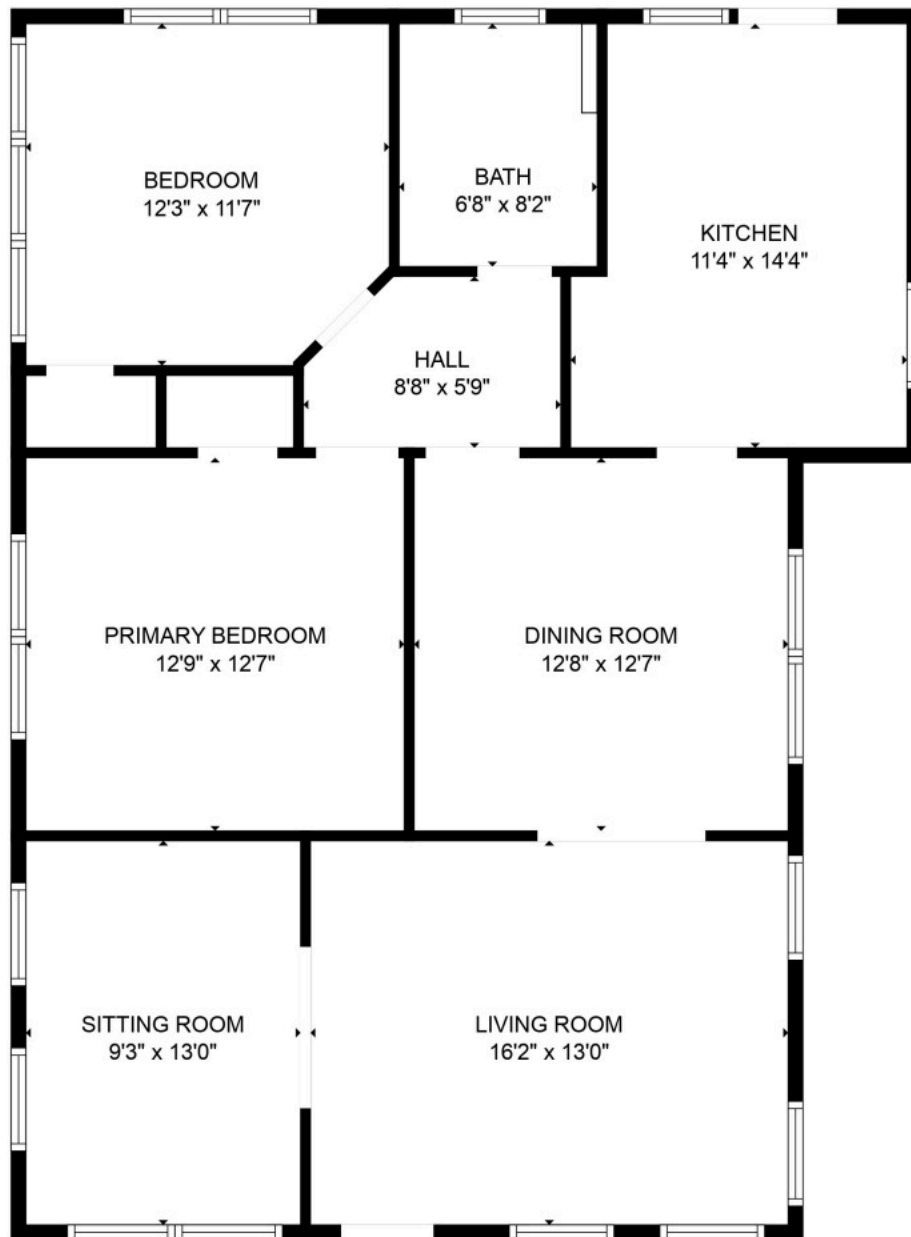 BEDROOM
12'3" x 11'7"
BATH
6'8" x 8'2"
KITCHEN
11'4" x 14'4"
HALL
8'8" x 5'9"
PRIMARY BEDROOM
12'9" x 12'7"
DINING ROOM
12'8" x 12'7"
SITTING ROOM
9'3" x 13'0"
LIVING ROOM
16'2" x 13'0"